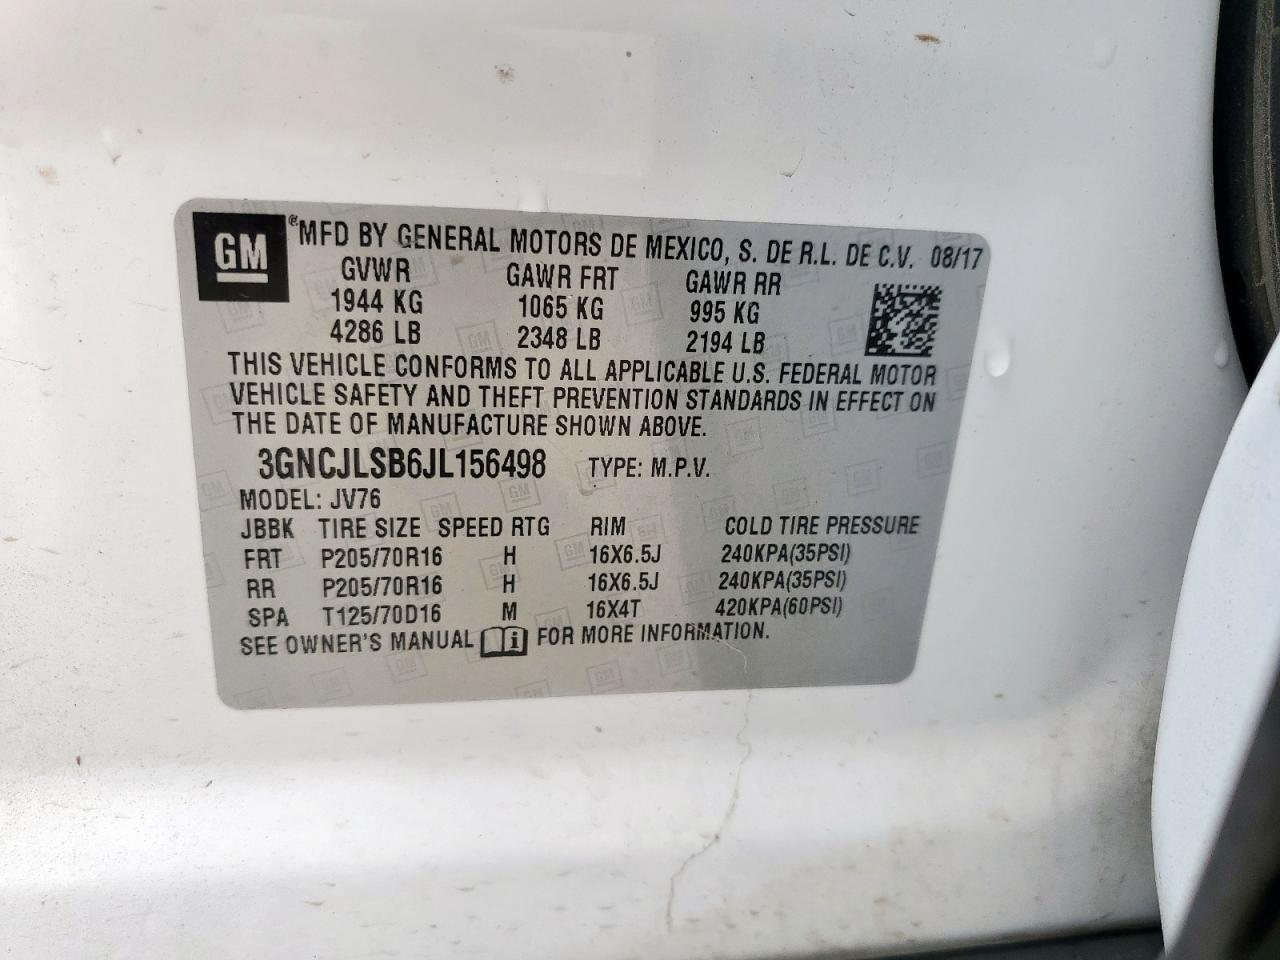 GM ®MFD BY GENERAL MOTORS DE MEXICO, S. DE R.L. DE C.V. 08/17
GVWR GAWR FRT GAWR RR
1944 KG 1065 KG 995 KG
4286 LB 2348 LB 2194 LB
THIS VEHICLE CONFORMS TO ALL APPLICABLE U.S. FEDERAL MOTOR
VEHICLE SAFETY AND THEFT PREVENTION STANDARDS IN EFFECT ON
THE DATE OF MANUFACTURE SHOWN ABOVE.
3GNCJLSB6JL156498 TYPE: M.P.V.
MODEL: JV76
JBBK TIRE SIZE SPEED RTG RIM COLD TIRE PRESSURE
FRT P205/70R16 H 16X6.5J 240KPA(35PSI)
RR P205/70R16 H 16X6.5J 240KPA(35PSI)
SPA T125/70D16 M 16X4T 420KPA(60PSI)
SEE OWNER'S MANUAL i FOR MORE INFORMATION.